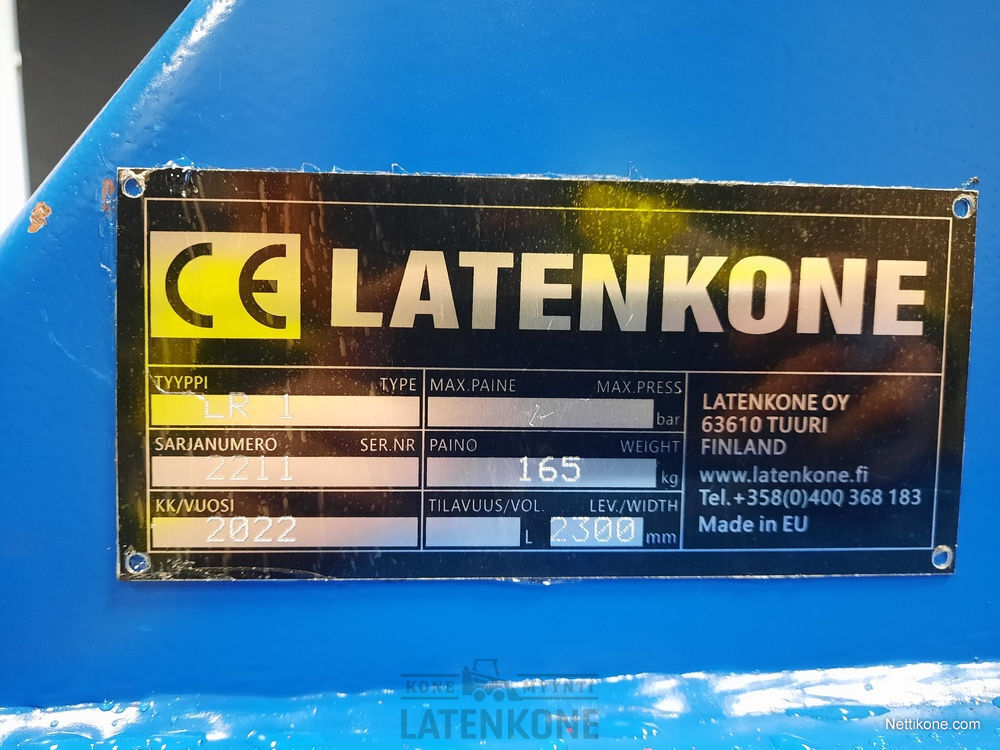 CE LATENKONE
TYYPPI TYPE
LR 1
SARJANUMERO SER.NR
2211
KK/VUOSI
2022
MAX.PAINE MAX.PRESS
bar
PAINO WEIGHT
165 kg
TILAVUUS/VOL. LEV./WIDTH
L 2300 mm
LATENKONE OY
63610 TUURI
FINLAND
www.latenkone.fi
Tel.+358(0)400 368 183
Made in EU
KONE MYYNTI
LATENKONE
Nettikone.com